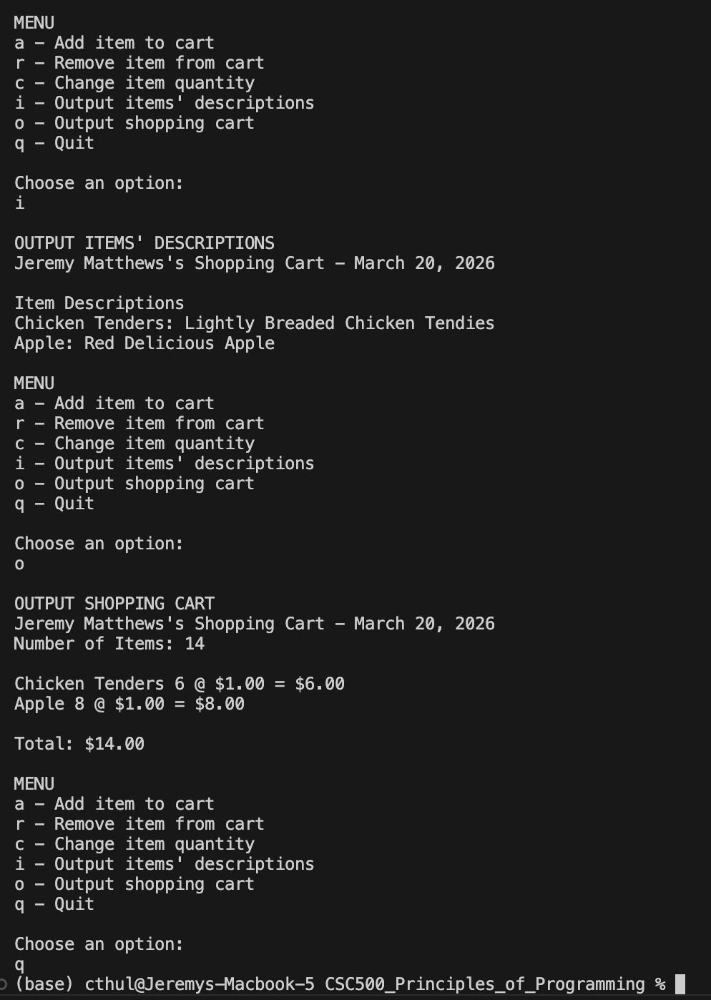 MENU
a – Add item to cart
r – Remove item from cart
c – Change item quantity
i – Output items' descriptions
o – Output shopping cart
q – Quit
Choose an option:
i
OUTPUT ITEMS' DESCRIPTIONS
Jeremy Matthews's Shopping Cart – March 20, 2026
Item Descriptions
Chicken Tenders: Lightly Breaded Chicken Tendies
Apple: Red Delicious Apple
MENU
a – Add item to cart
r – Remove item from cart
c – Change item quantity
i – Output items' descriptions
o – Output shopping cart
q – Quit
Choose an option:
o
OUTPUT SHOPPING CART
Jeremy Matthews's Shopping Cart – March 20, 2026
Number of Items: 14
Chicken Tenders 6 @ $1.00 = $6.00
Apple 8 @ $1.00 = $8.00
Total: $14.00
MENU
a – Add item to cart
r – Remove item from cart
c – Change item quantity
i – Output items' descriptions
o – Output shopping cart
q – Quit
Choose an option:
q
(base) cthul@Jeremys-Macbook-5 CSC500_Principles_of_Programming %